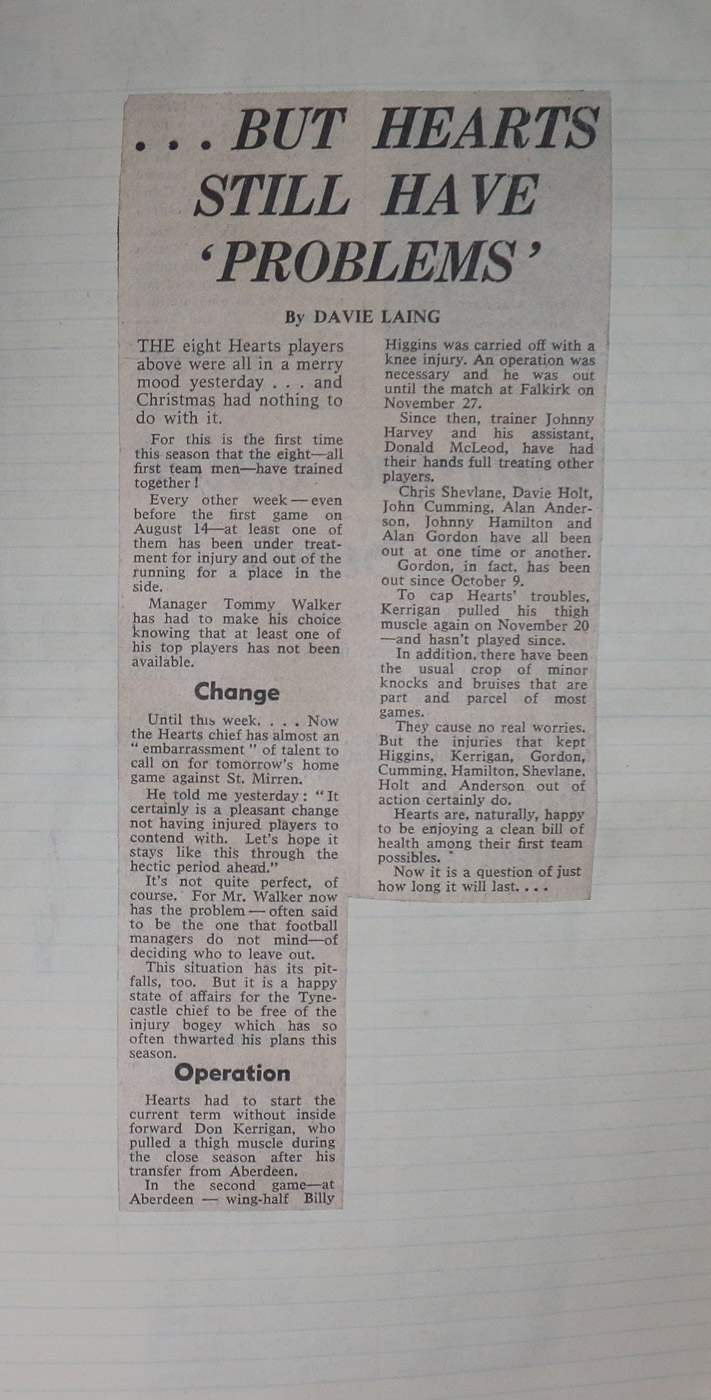 . . . BUT HEARTS
STILL HAVE
‘PROBLEMS’
By DAVIE LAING
THE eight Hearts players
above were all in a merry
mood yesterday . . . and
Christmas had nothing to
do with it.
For this is the first time
this season that the eight—all
first team men—have trained
together !
Every other week — even
before the first game on
August 14—at least one of
them has been under treat-
ment for injury and out of the
running for a place in the
side.
Manager Tommy Walker
has had to make his choice
knowing that at least one of
his top players has not been
available.
Change
Until this week. . . . Now
the Hearts chief has almost an
“ embarrassment ” of talent to
call on for tomorrow's home
game against St. Mirren.
He told me yesterday : “ It
certainly is a pleasant change
not having injured players to
contend with. Let's hope it
stays like this through the
hectic period ahead.”
It's not quite perfect, of
course. For Mr. Walker now
has the problem — often said
to be the one that football
managers do not mind—of
deciding who to leave out.
This situation has its pit-
falls, too. But it is a happy
state of affairs for the Tyne-
castle chief to be free of the
injury bogey which has so
often thwarted his plans this
season.
Operation
Hearts had to start the
current term without inside
forward Don Kerrigan, who
pulled a thigh muscle during
the close season after his
transfer from Aberdeen.
In the second game—at
Aberdeen — wing-half Billy
Higgins was carried off with a
knee injury. An operation was
necessary and he was out
until the match at Falkirk on
November 27.
Since then, trainer Johnny
Harvey and his assistant,
Donald McLeod, have had
their hands full treating other
players.
Chris Shevlane, Davie Holt,
John Cumming, Alan Ander-
son, Johnny Hamilton and
Alan Gordon have all been
out at one time or another.
Gordon, in fact, has been
out since October 9.
To cap Hearts' troubles,
Kerrigan pulled his thigh
muscle again on November 20
—and hasn't played since.
In addition, there have been
the usual crop of minor
knocks and bruises that are
part and parcel of most
games.
They cause no real worries.
But the injuries that kept
Higgins, Kerrigan, Gordon,
Cumming, Hamilton, Shevlane,
Holt and Anderson out of
action certainly do.
Hearts are, naturally, happy
to be enjoying a clean bill of
health among their first team
possibles.
Now it is a question of just
how long it will last. . . .